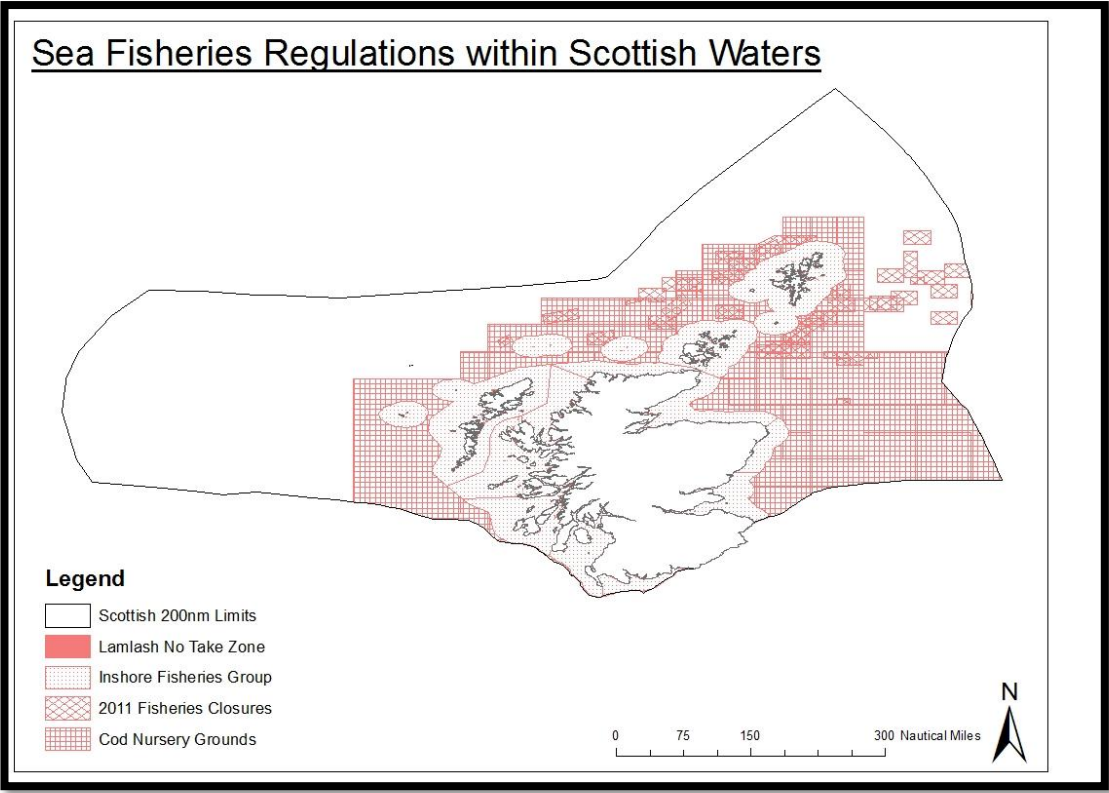 Sea Fisheries Regulations within Scottish Waters
Legend
Scottish 200nm Limits
Lamlash No Take Zone
Inshore Fisheries Group
2011 Fisheries Closures
Cod Nursery Grounds
0 75 150 300 Nautical Miles
N